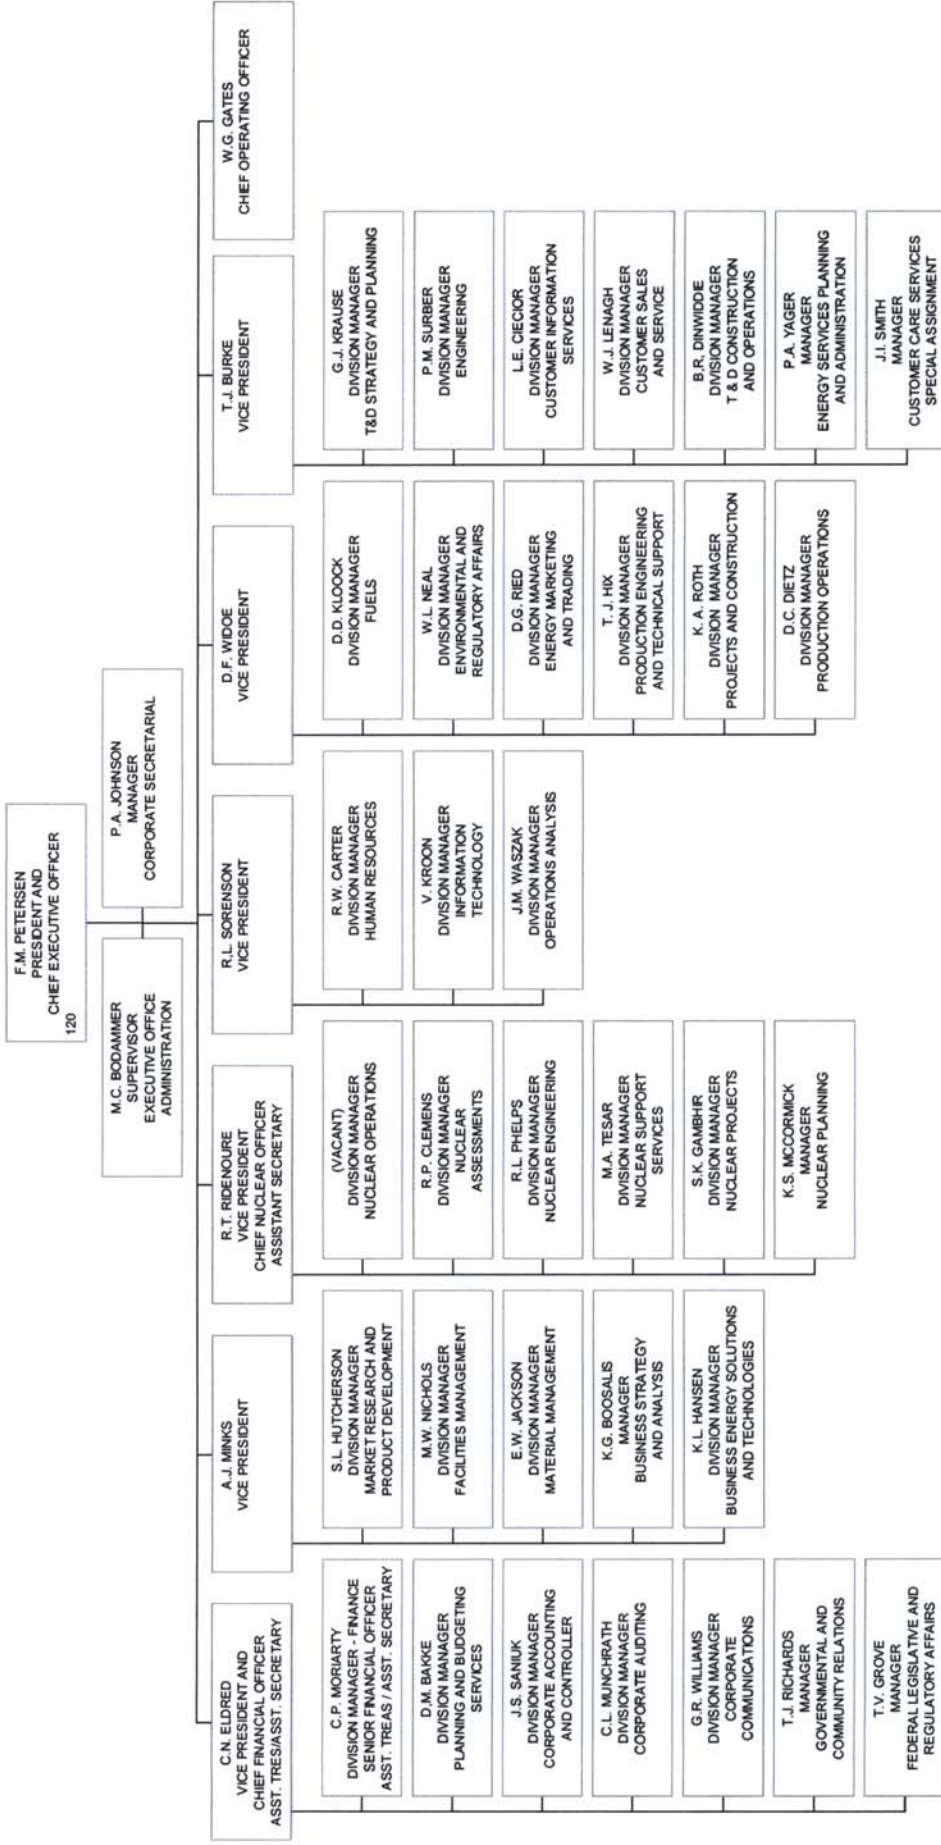 F.M. PETERSEN
PRESIDENT AND
CHIEF EXECUTIVE OFFICER
120
M.C. BODAMMER
SUPERVISOR
EXECUTIVE OFFICE
ADMINISTRATION
P.A. JOHNSON
MANAGER
CORPORATE SECRETARIAL
C.N. ELDRED
VICE PRESIDENT AND
CHIEF FINANCIAL OFFICER
ASST. TRES/ASST. SECRETARY
C.P. MORIARTY
DIVISION MANAGER - FINANCE
SENIOR FINANCIAL OFFICER
ASST. TREAS / ASST. SECRETARY
D.M. BAKKE
DIVISION MANAGER
PLANNING AND BUDGETING
SERVICES
J.S. SANIUK
DIVISION MANAGER
CORPORATE ACCOUNTING
AND CONTROLLER
C.L. MUNCHRATH
DIVISION MANAGER
CORPORATE AUDITING
G.R. WILLIAMS
DIVISION MANAGER
CORPORATE
COMMUNICATIONS
T.J. RICHARDS
MANAGER
GOVERNMENTAL AND
COMMUNITY RELATIONS
T.V. GROVE
MANAGER
FEDERAL LEGISLATIVE AND
REGULATORY AFFAIRS
A.J. MINKS
VICE PRESIDENT
S.L. HUTCHERSON
DIVISION MANAGER
MARKET RESEARCH AND
PRODUCT DEVELOPMENT
M.W. NICHOLS
DIVISION MANAGER
FACILITIES MANAGEMENT
E.W. JACKSON
DIVISION MANAGER
MATERIAL MANAGEMENT
K.G. BOOSALIS
MANAGER
BUSINESS STRATEGY
AND ANALYSIS
K.L HANSEN
DIVISION MANAGER
BUSINESS ENERGY SOLUTIONS
AND TECHNOLOGIES
R.T. RIDENOURE
VICE PRESIDENT
CHIEF NUCLEAR OFFICER
ASSISTANT SECRETARY
(VACANT)
DIVISION MANAGER
NUCLEAR OPERATIONS
R.P. CLEMENS
DIVISION MANAGER
NUCLEAR
ASSESSMENTS
R.L. PHELPS
DIVISION MANAGER
NUCLEAR ENGINEERING
M.A. TESAR
DIVISION MANAGER
NUCLEAR SUPPORT
SERVICES
S.K. GAMBHIR
DIVISION MANAGER
NUCLEAR PROJECTS
K.S. MCCORMICK
MANAGER
NUCLEAR PLANNING
R,L. SORENSON
VICE PRESIDENT
R.W. CARTER
DIVISION MANAGER
HUMAN RESOURCES
V. KROON
DIVISION MANAGER
INFORMATION
TECHNOLOGY
J.M. WASZAK
DIVISION MANAGER
OPERATIONS ANALYSIS
D.F. WIDOE
VICE PRESIDENT
D.D. KLOOCK
DIVISION MANAGER
FUELS
W.L. NEAL
DIVISION MANAGER
ENVIRONMENTAL AND
REGULATORY AFFAIRS
D.G. RIED
DIVISION MANAGER
ENERGY MARKETING
AND TRADING
T. J. HIX
DIVISION MANAGER
PRODUCTION ENGINEERING
AND TECHNICAL SUPPORT
K. A. ROTH
DIVISION MANAGER
PROJECTS AND CONSTRUCTION
D.C. DIETZ
DIVISION MANAGER
PRODUCTION OPERATIONS
T.J. BURKE
VICE PRESIDENT
G.J. KRAUSE
DIVISION MANAGER
T&D STRATEGY AND PLANNING
P.M. SURBER
DIVISION MANAGER
ENGINEERING
L.E. CIECIOR
DIVISION MANAGER
CUSTOMER INFORMATION
SERVICES
W.J. LENAGH
DIVISION MANAGER
CUSTOMER SALES
AND SERVICE
B.R, DINWIDDIE
DIVISION MANAGER
T & D CONSTRUCTION
AND OPERATIONS
P.A. YAGER
MANAGER
ENERGY SERVICES PLANNING
AND ADMINISTRATION
J.I. SMITH
MANAGER
CUSTOMER CARE SERVICES
SPECIAL ASSIGNMENT
W.G. GATES
CHIEF OPERATING OFFICER